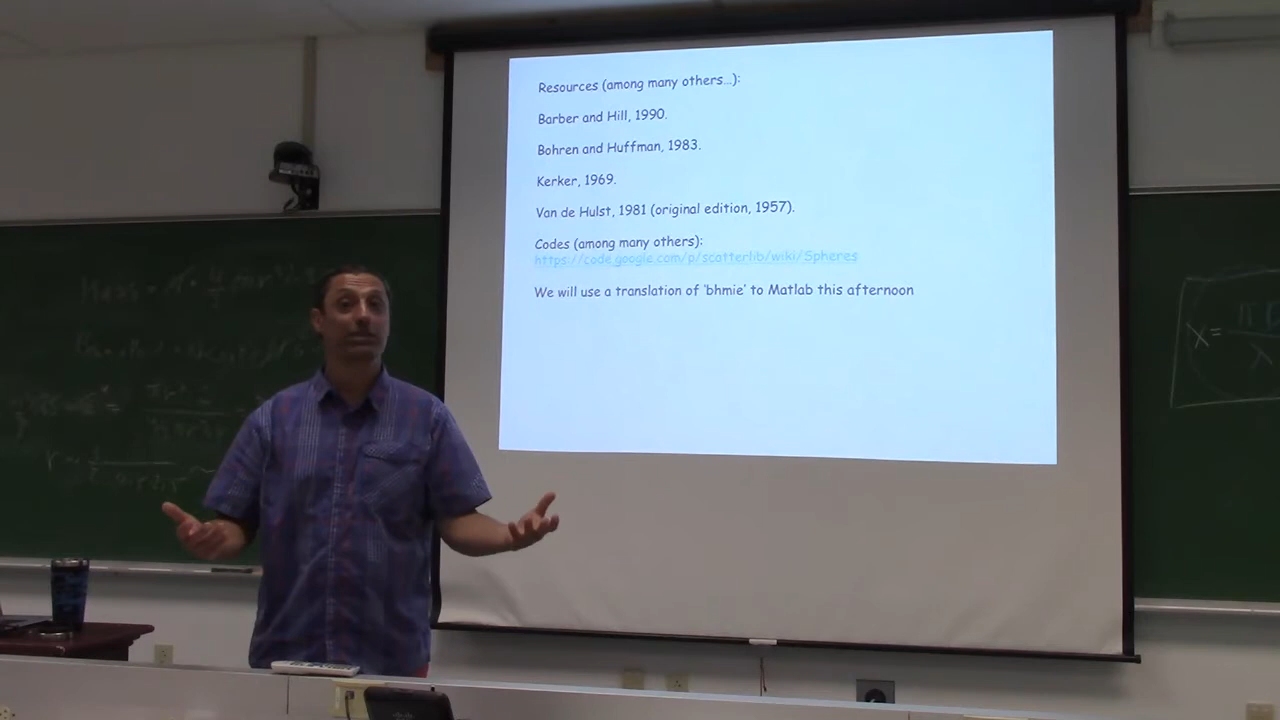 Resources (among many others…):
Barber and Hill, 1990.
Bohren and Huffman, 1983.
Kerker, 1969.
Van de Hulst, 1981 (original edition, 1957).
Codes (among many others):
https://code.google.com/p/scatterlib/wiki/Spheres
We will use a translation of ‘bhmie’ to Matlab this afternoon
Mass
x =